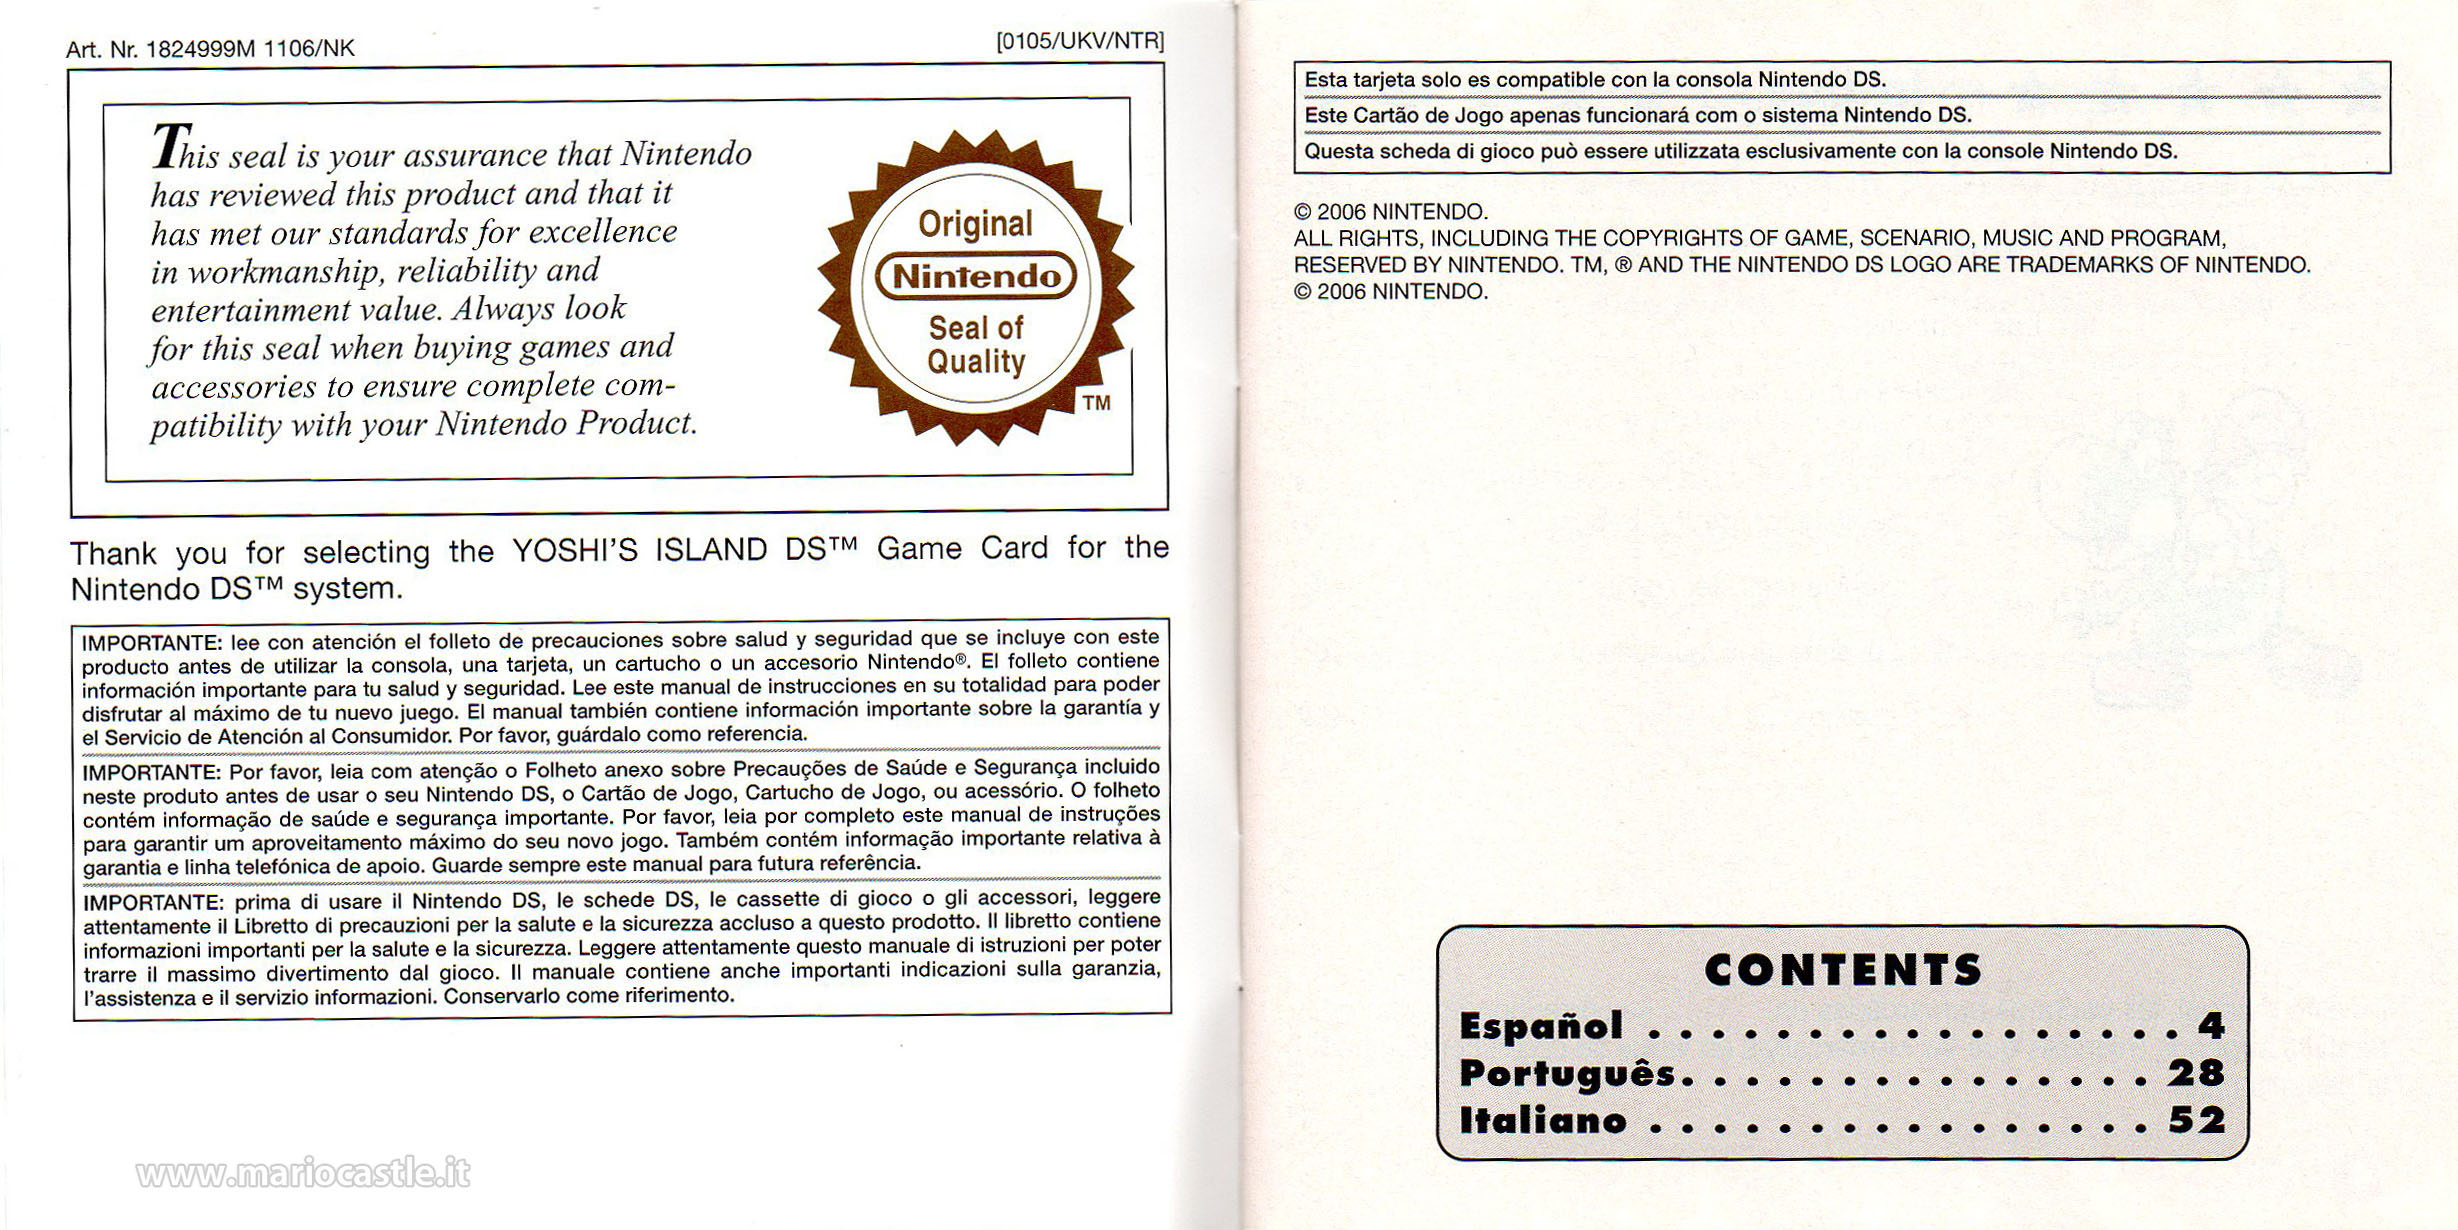 Art. Nr. 1824999M 1106/NK
[0105/UKV/NTR]
This seal is your assurance that Nintendo
has reviewed this product and that it
has met our standards for excellence
in workmanship, reliability and
entertainment value. Always look
for this seal when buying games and
accessories to ensure complete com-
patibility with your Nintendo Product.
Original
Nintendo
Seal of
Quality
TM
Thank you for selecting the YOSHI'S ISLAND DS™ Game Card for the
Nintendo DS™ system.
IMPORTANTE: lee con atención el folleto de precauciones sobre salud y seguridad que se incluye con este
producto antes de utilizar la consola, una tarjeta, un cartucho o un accesorio Nintendo®. El folleto contiene
información importante para tu salud y seguridad. Lee este manual de instrucciones en su totalidad para poder
disfrutar al máximo de tu nuevo juego. El manual también contiene información importante sobre la garantía y
el Servicio de Atención al Consumidor. Por favor, guárdalo como referencia.
IMPORTANTE: Por favor, leia com atenção o Folheto anexo sobre Precauções de Saúde e Segurança incluido
neste produto antes de usar o seu Nintendo DS, o Cartão de Jogo, Cartucho de Jogo, ou acessório. O folheto
contém informação de saúde e segurança importante. Por favor, leia por completo este manual de instruções
para garantir um aproveitamento máximo do seu novo jogo. Também contém informação importante relativa à
garantia e linha telefónica de apoio. Guarde sempre este manual para futura referência.
IMPORTANTE: prima di usare il Nintendo DS, le schede DS, le cassette di gioco o gli accessori, leggere
attentamente il Libretto di precauzioni per la salute e la sicurezza accluso a questo prodotto. Il libretto contiene
informazioni importanti per la salute e la sicurezza. Leggere attentamente questo manuale di istruzioni per poter
trarre il massimo divertimento dal gioco. Il manuale contiene anche importanti indicazioni sulla garanzia,
l'assistenza e il servizio informazioni. Conservarlo come riferimento.
www.mariocastle.it
Esta tarjeta solo es compatible con la consola Nintendo DS.
Este Cartão de Jogo apenas funcionará com o sistema Nintendo DS.
Questa scheda di gioco può essere utilizzata esclusivamente con la console Nintendo DS.
© 2006 NINTENDO.
ALL RIGHTS, INCLUDING THE COPYRIGHTS OF GAME, SCENARIO, MUSIC AND PROGRAM,
RESERVED BY NINTENDO. TM, ® AND THE NINTENDO DS LOGO ARE TRADEMARKS OF NINTENDO.
© 2006 NINTENDO.
CONTENTS
Español . . . . . . . . . . . . . . . . . 4
Português. . . . . . . . . . . . . . . 28
Italiano . . . . . . . . . . . . . . . . 52